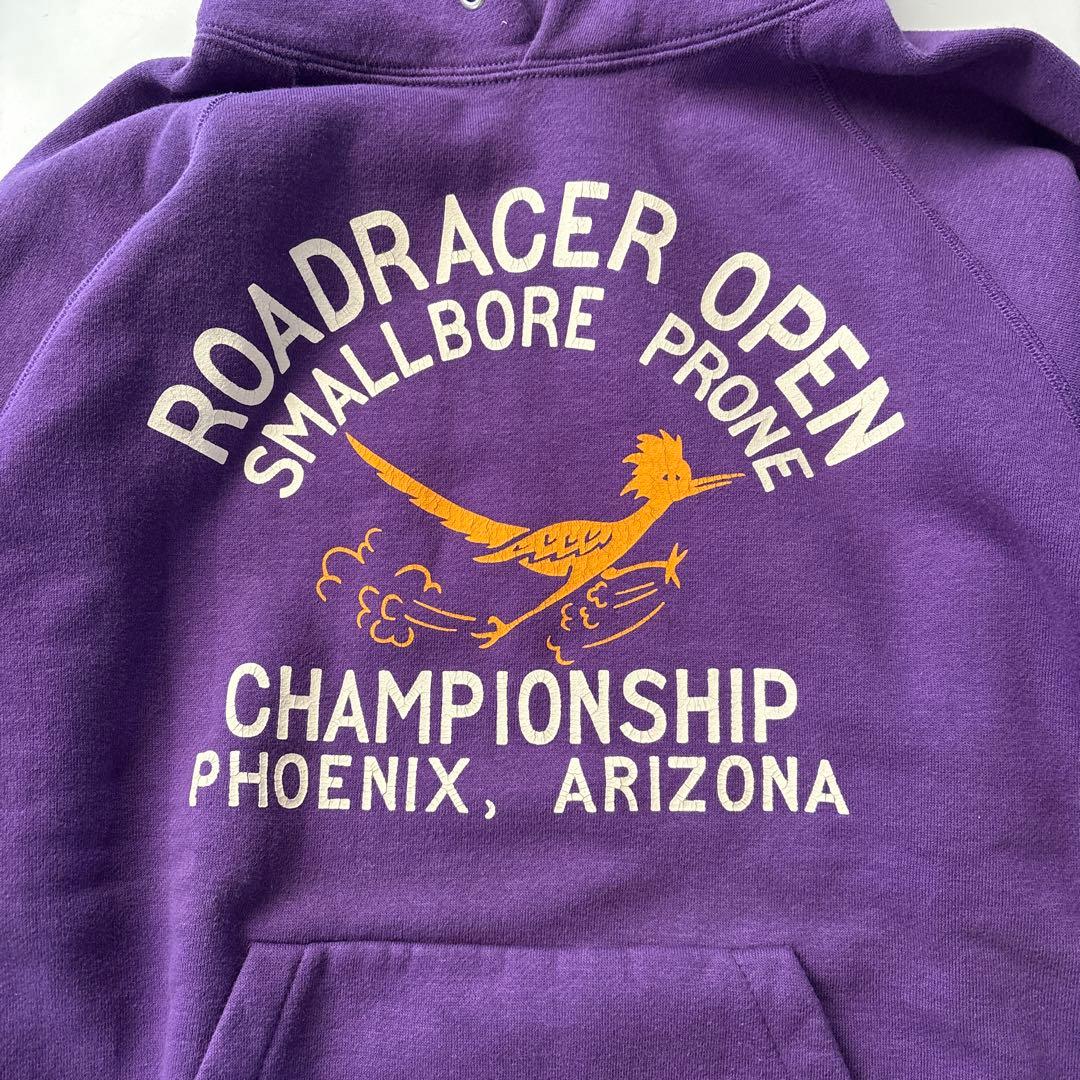 ROADRACER OPEN
SMALLBORE PRONE
CHAMPIONSHIP
PHOENIX, ARIZONA